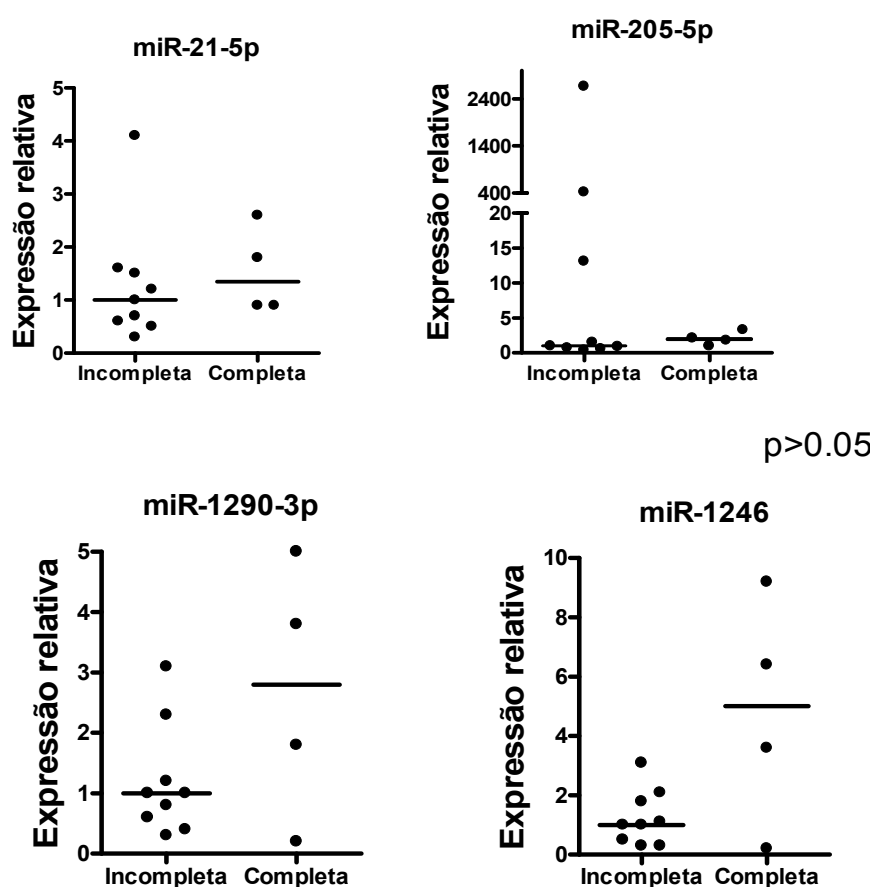 miR-21-5p
Expressão relativa
5
4
3
2
1
0
Incompleta Completa
miR-205-5p
Expressão relativa
2400
1400
400
20
15
10
5
0
Incompleta Completa
p>0.05
miR-1290-3p
Expressão relativa
5
4
3
2
1
0
Incompleta Completa
miR-1246
Expressão relativa
10
8
6
4
2
0
Incompleta Completa